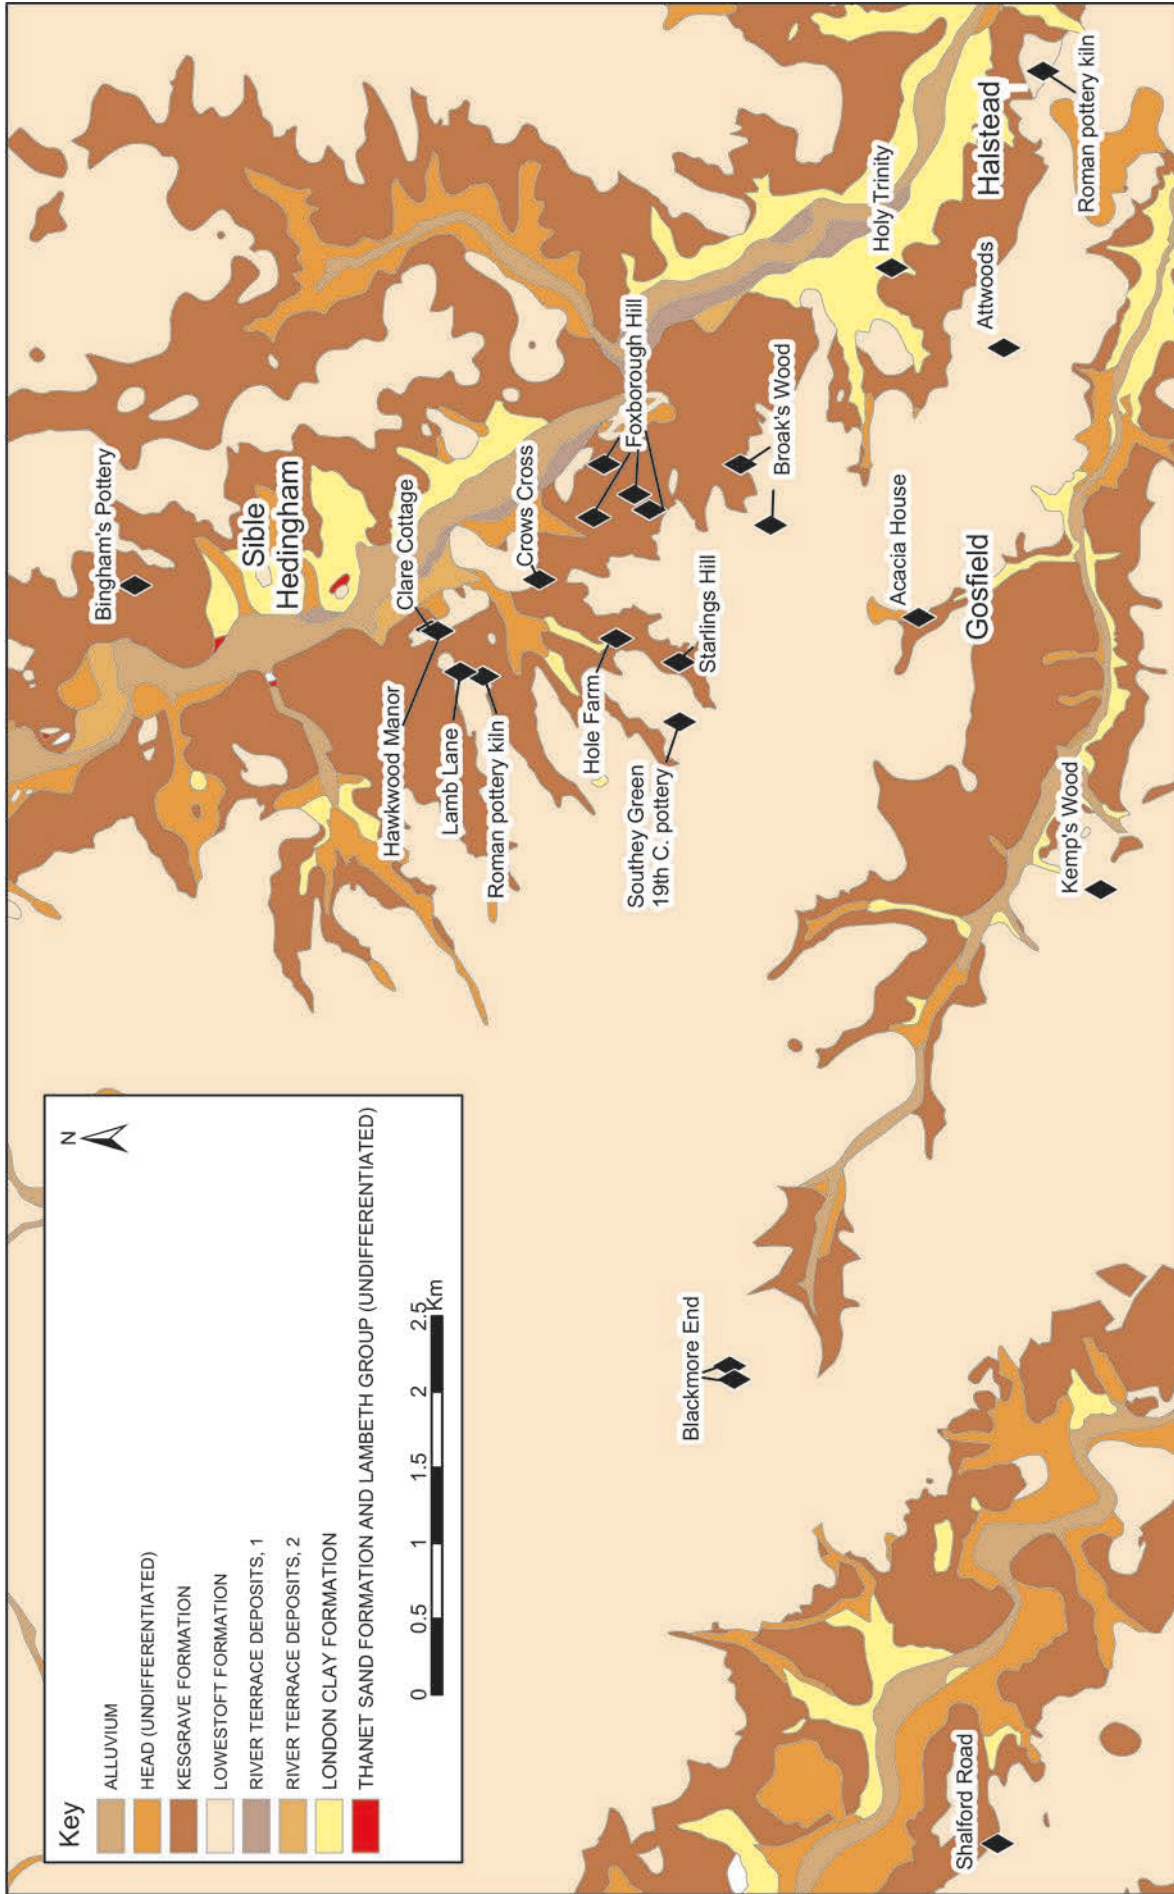 Key
ALLUVIUM
HEAD (UNDIFFERENTIATED)
KESGRAVE FORMATION
LOWESTOFT FORMATION
RIVER TERRACE DEPOSITS, 1
RIVER TERRACE DEPOSITS, 2
LONDON CLAY FORMATION
THANET SAND FORMATION AND LAMBETH GROUP (UNDIFFERENTIATED)
0 0.5 1 1.5 2 2.5
Km
N
Bingham's Pottery
Sible
Hedingham
Clare Cottage
Hawkwood Manor
Lamb Lane
Roman pottery kiln
Crows Cross
Hole Farm
Foxborough Hill
Southey Green
19th C. pottery
Starlings Hill
Broak's Wood
Blackmore End
Holy Trinity
Acacia House
Gosfield
Attwoods
Halstead
Roman pottery kiln
Kemp's Wood
Shalford Road